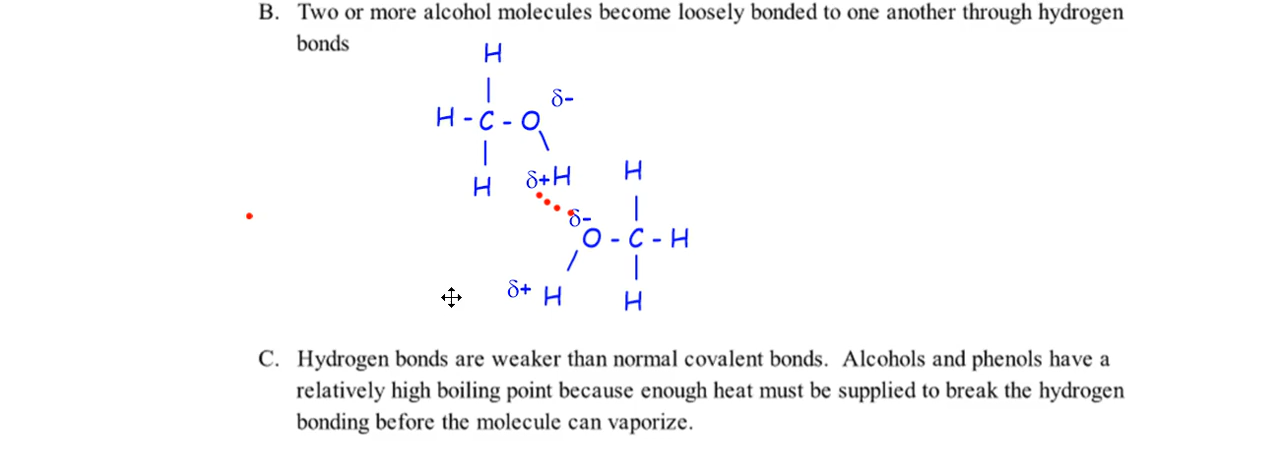 B. Two or more alcohol molecules become loosely bonded to one another through hydrogen
bonds
H
|
δ-
H - C - O
| \
H δ+H H
|
δ-
O - C - H
/ |
δ+ H H
C. Hydrogen bonds are weaker than normal covalent bonds. Alcohols and phenols have a
relatively high boiling point because enough heat must be supplied to break the hydrogen
bonding before the molecule can vaporize.